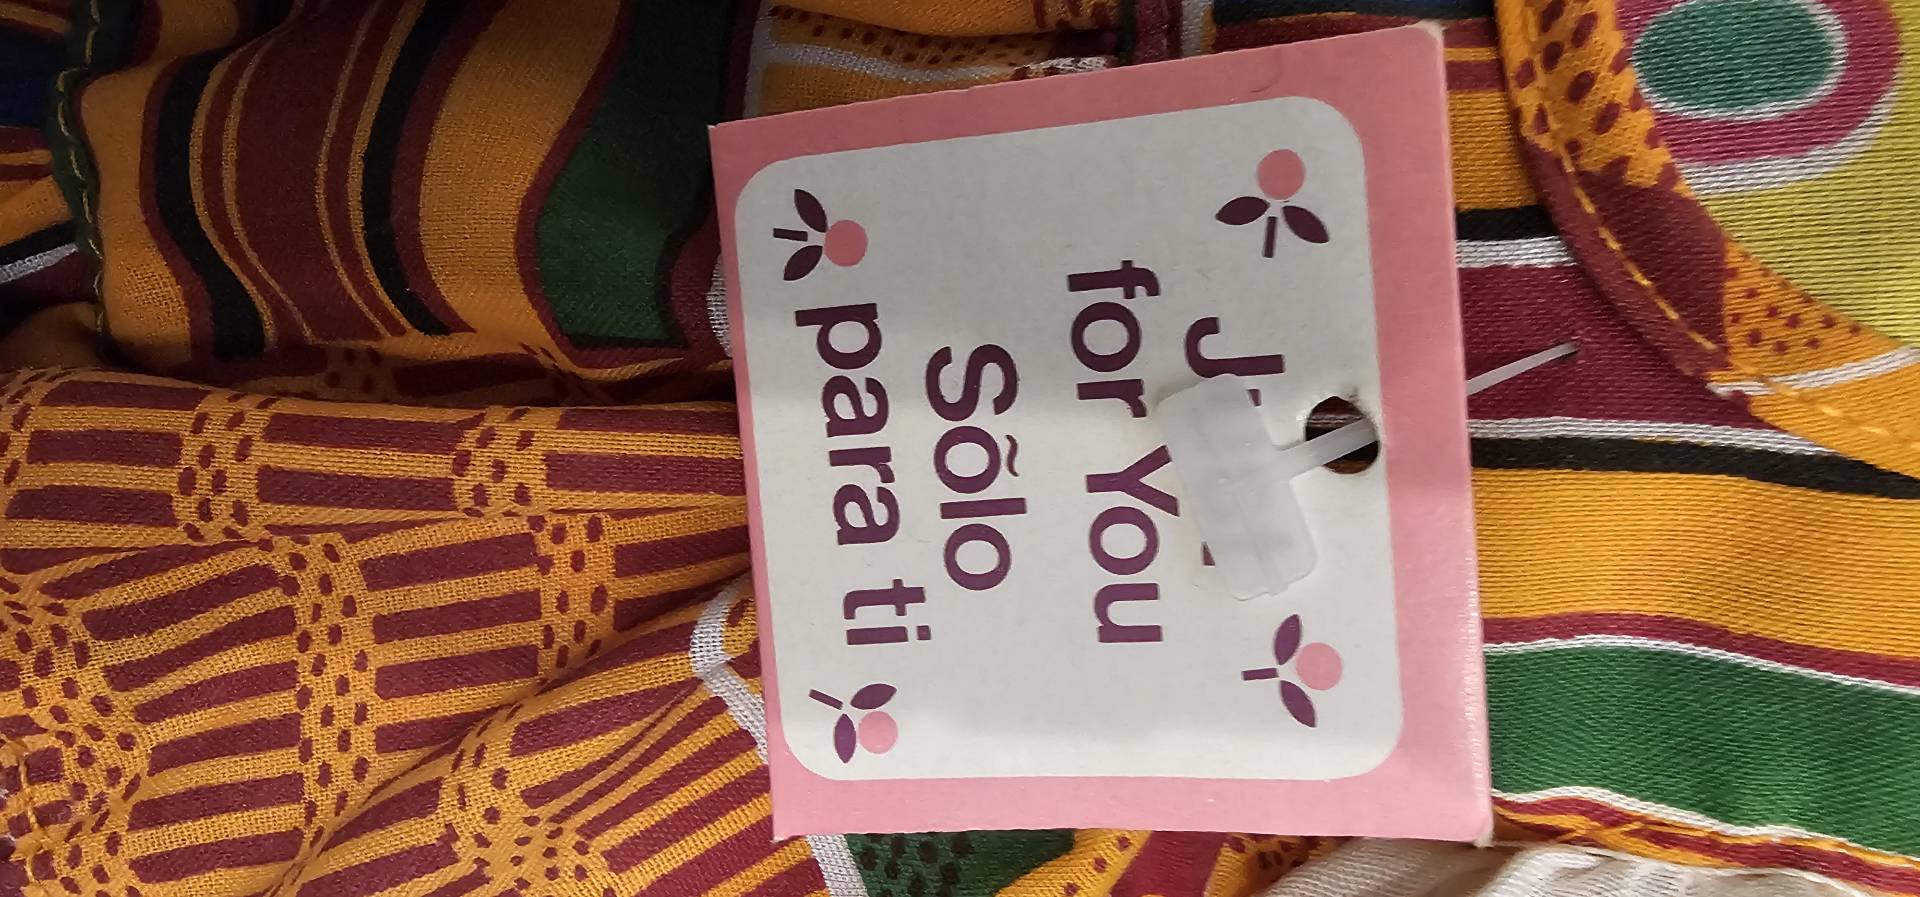 for You
Sõlo
para ti